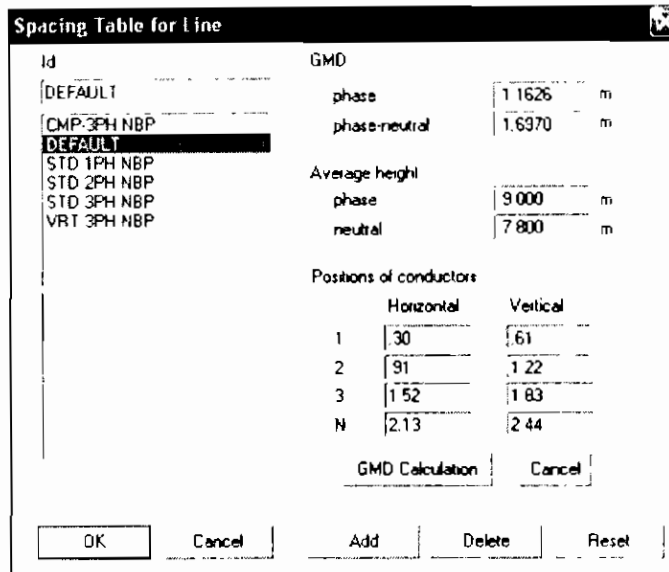 Spacing Table for Line
Id
DEFAULT
CMP-3PH NBP
DEFAULT
STD 1PH NBP
STD 2PH NBP
STD 3PH NBP
VRT 3PH NBP
GMD
phase 1.1626 m
phase-neutral 1.6970 m
Average height
phase 9.000 m
neutral 7.800 m
Positions of conductors
Horizontal Vertical
1 .30 .61
2 .91 1.22
3 1.52 1.83
N 2.13 2.44
GMD Calculation Cancel
OK Cancel Add Delete Reset